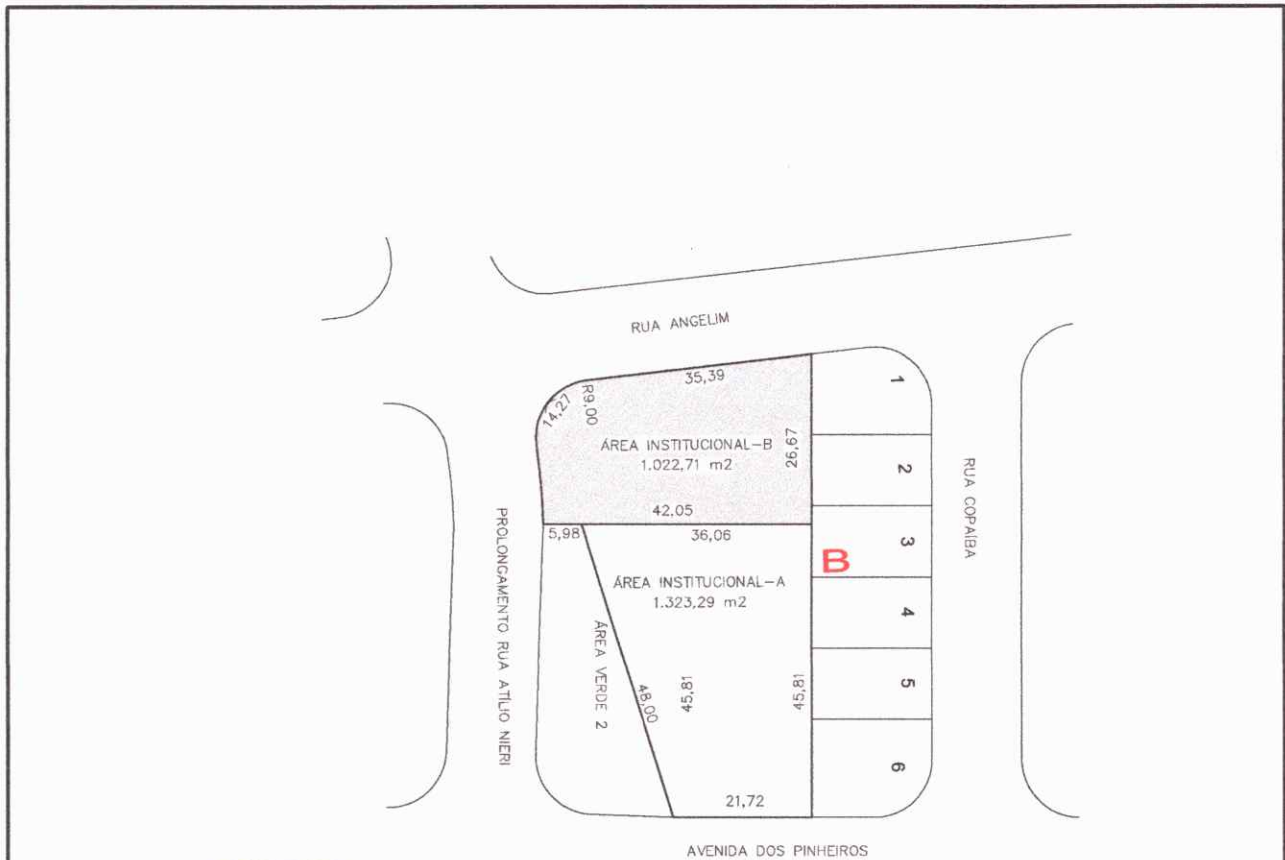 RUA ANGELIM
35,39
14,27
R9,00
ÁREA INSTITUCIONAL-B
1.022,71 m2
26,67
42,05
5,98
36,06
ÁREA INSTITUCIONAL-A
1.323,29 m2
B
1
2
3
4
5
6
RUA COPAÍBA
PROLONGAMENTO RUA ATÍLIO NIERI
ÁREA VERDE 2
48,00
45,81
45,81
21,72
AVENIDA DOS PINHEIROS